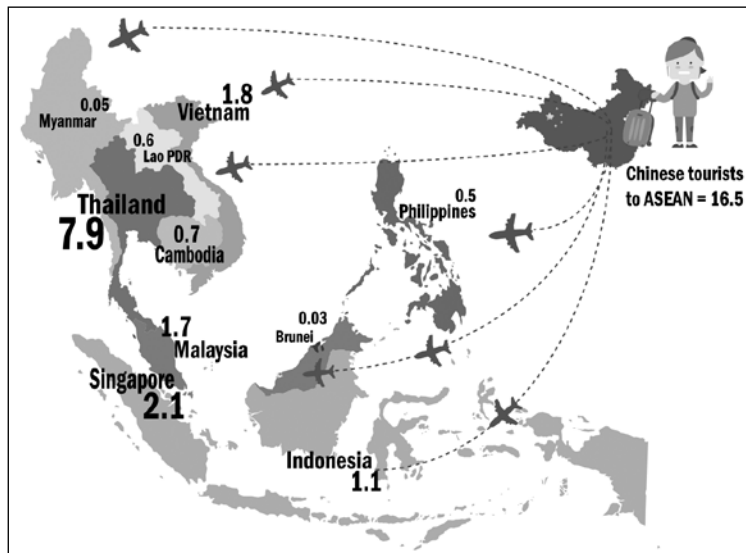 0.05
Myanmar
1.8
Vietnam
0.6
Lao PDR
Thailand
7.9
0.7
Cambodia
0.5
Philippines
Chinese tourists
to ASEAN = 16.5
1.7
Malaysia
0.03
Brunei
Singapore
2.1
Indonesia
1.1